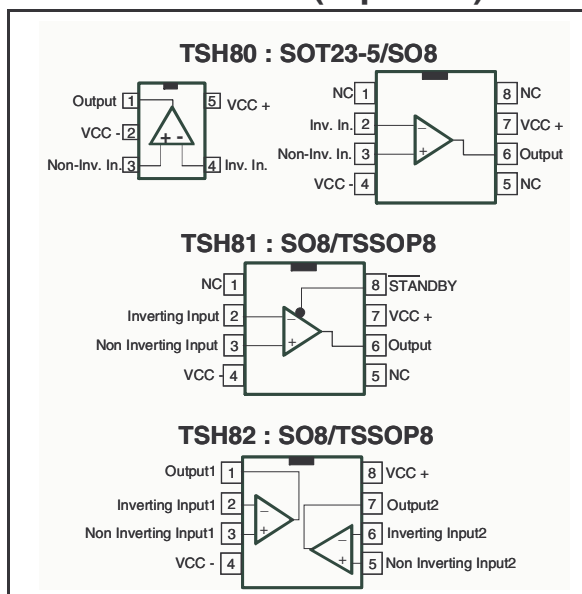 TSH80 : SOT23-5/SO8
Output 1 5 VCC +
VCC - 2
Non-Inv. In. 3 4 Inv. In.
+ -
NC 1 8 NC
Inv. In. 2 7 VCC +
Non-Inv. In. 3 6 Output
VCC - 4 5 NC
_
+
TSH81 : SO8/TSSOP8
NC 1 8 STANDBY
Inverting Input 2 7 VCC +
Non Inverting Input 3 6 Output
VCC - 4 5 NC
_
+
TSH82 : SO8/TSSOP8
Output1 1 8 VCC +
Inverting Input1 2 7 Output2
Non Inverting Input1 3 6 Inverting Input2
VCC - 4 5 Non Inverting Input2
_
+
_
+